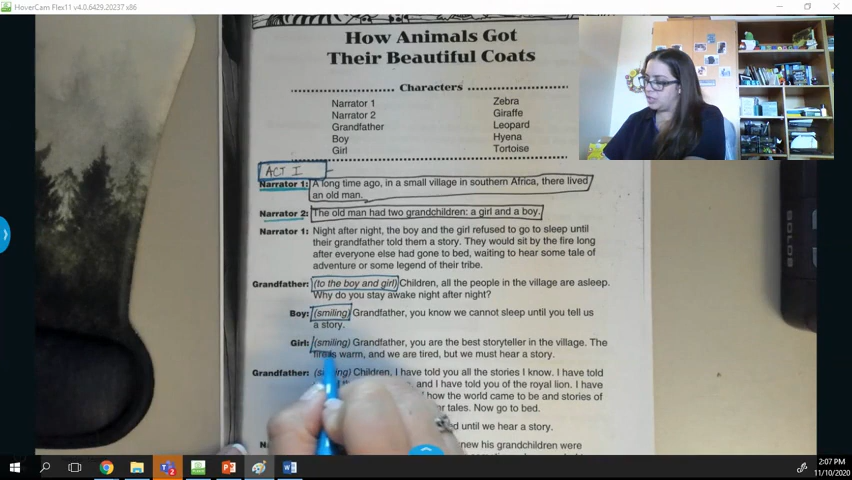 HoverCam Flex11 v4.0.6429.20237 x86
How Animals Got
Their Beautiful Coats
Characters
Narrator 1 Zebra
Narrator 2 Giraffe
Grandfather Leopard
Boy Hyena
Girl Tortoise
ACT I
Narrator 1: A long time ago, in a small village in southern Africa, there lived
an old man.
Narrator 2: The old man had two grandchildren: a girl and a boy.
Narrator 1: Night after night, the boy and the girl refused to go to sleep until
their grandfather told them a story. They would sit by the fire long
after everyone else had gone to bed, waiting to hear some tale of
adventure or some legend of their tribe.
Grandfather: (to the boy and girl) Children, all the people in the village are asleep.
Why do you stay awake night after night?
Boy: (smiling) Grandfather, you know we cannot sleep until you tell us
a story.
Girl: (smiling) Grandfather, you are the best storyteller in the village. The
fire is warm, and we are tired, but we must hear a story.
Grandfather: Children, I have told you all the stories I know. I have told
and I have told you of the royal lion. I have
how the world came to be and stories of
tales. Now go to bed.
until we hear a story.
his grandchildren were
2:07 PM
11/10/2020